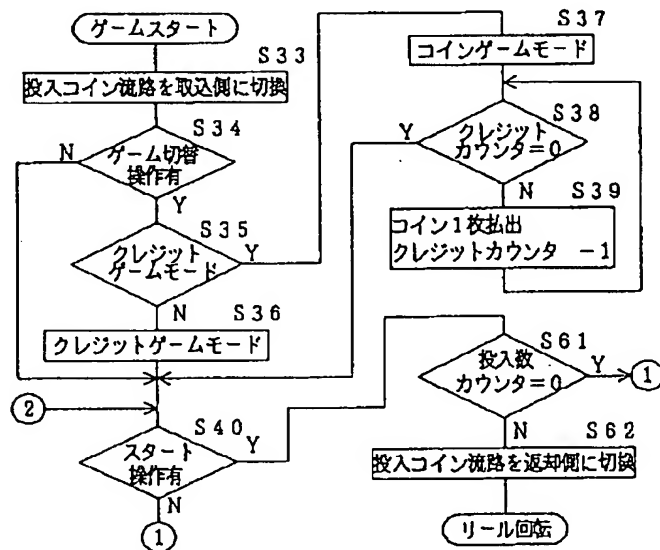 ゲームスタート
S33
投入コイン流路を取込側に切換
S34
N
ゲーム切替
操作有
Y
S35
クレジット
ゲームモード
Y
N
S36
クレジットゲームモード
②
S40
スタート
操作有
Y
N
①
S37
コインゲームモード
S38
Y
クレジット
カウンタ=0
N
S39
コイン1枚払出
クレジットカウンタ -1
S61
投入数
カウンタ=0
Y
①
N
S62
投入コイン流路を返却側に切換
リール回転